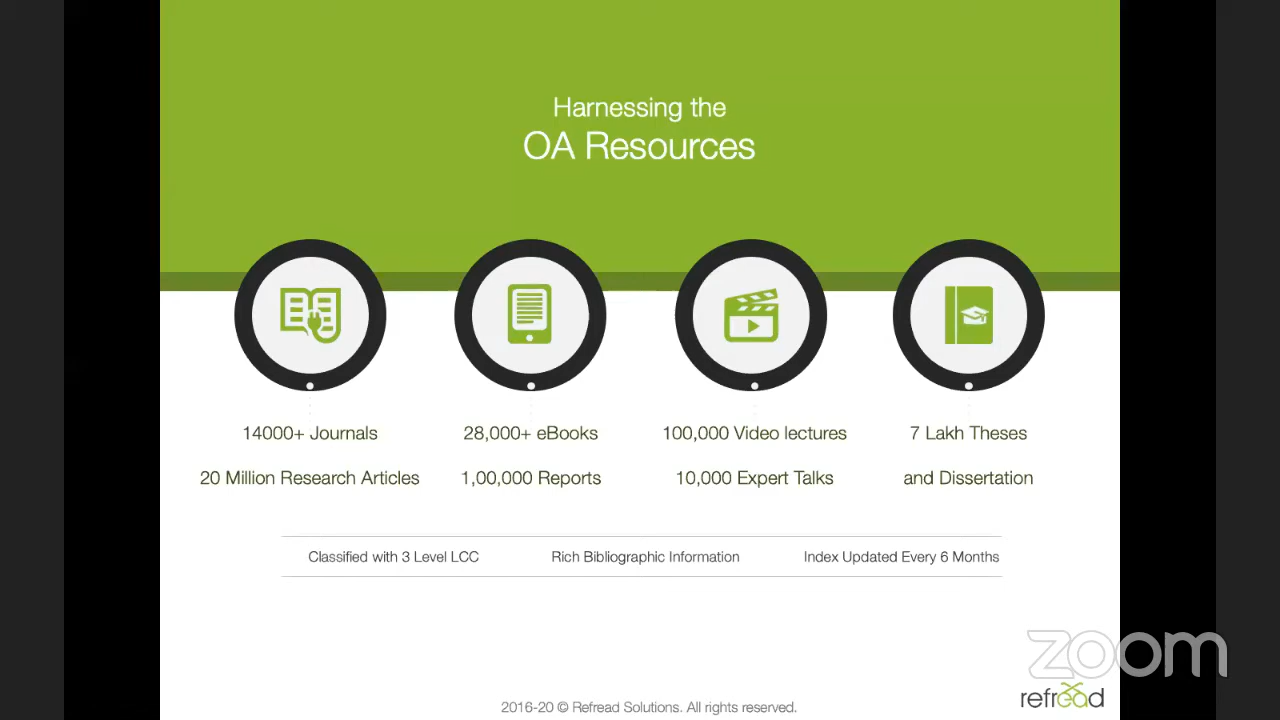 Harnessing the
OA Resources
14000+ Journals
20 Million Research Articles
28,000+ eBooks
1,00,000 Reports
100,000 Video lectures
10,000 Expert Talks
7 Lakh Theses
and Dissertation
Classified with 3 Level LCC
Rich Bibliographic Information
Index Updated Every 6 Months
zoom
refread
2016-20 © Refread Solutions. All rights reserved.